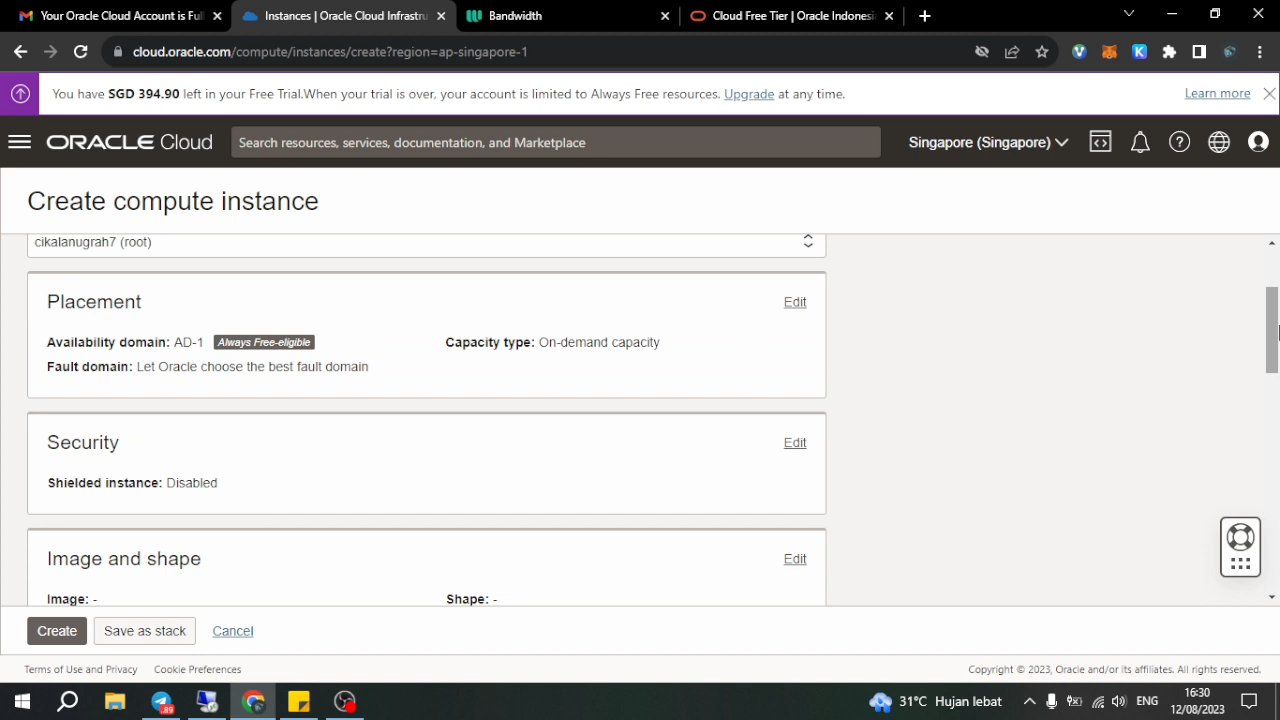 Your Oracle Cloud Account is Ful
Instances | Oracle Cloud Infrastru
Bandwidth
Cloud Free Tier | Oracle Indonesi
cloud.oracle.com/compute/instances/create?region=ap-singapore-1
You have SGD 394.90 left in your Free Trial.When your trial is over, your account is limited to Always Free resources. Upgrade at any time.
Learn more
ORACLE Cloud
Search resources, services, documentation, and Marketplace
Singapore (Singapore)
Create compute instance
cikalanugrah7 (root)
Placement
Edit
Availability domain: AD-1 Always Free-eligible
Capacity type: On-demand capacity
Fault domain: Let Oracle choose the best fault domain
Security
Edit
Shielded instance: Disabled
Image and shape
Edit
Image: -
Shape: -
Create
Save as stack
Cancel
Terms of Use and Privacy
Cookie Preferences
Copyright © 2023, Oracle and/or its affiliates. All rights reserved.
31°C Hujan lebat
ENG
16:30
12/08/2023